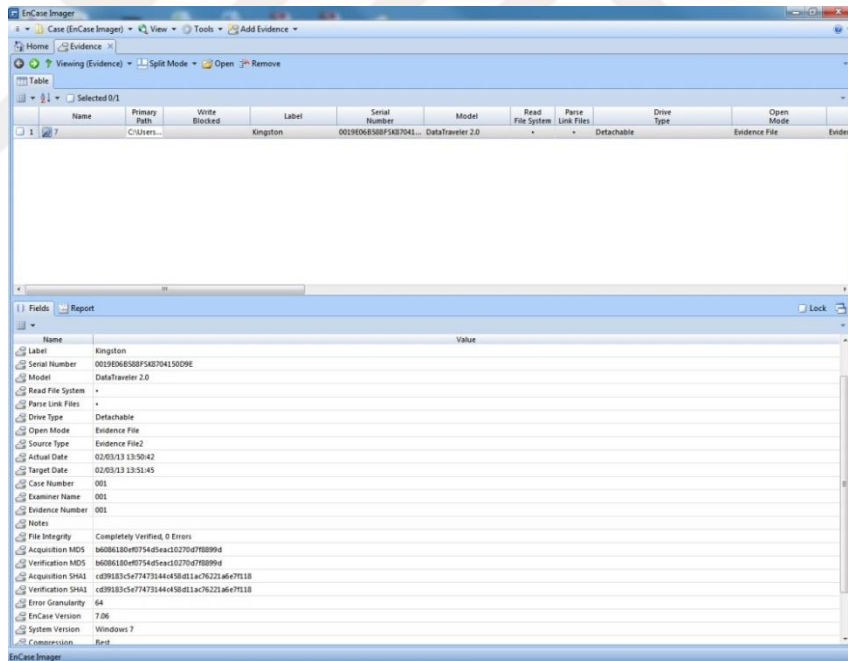 EnCase Imager
Case (EnCase Imager) View Tools Add Evidence
Home Evidence
Viewing (Evidence) Split Mode Open Remove
Table
Selected 0/1
Name Primary Path Write Blocked Label Serial Number Model Read File System Parse Link Files Drive Type Open Mode
1 7 C:\Users... Kingston 0019E06B588F5K87041... DataTraveler 2.0 • • Detachable Evidence File Evide
Fields Report Lock
Name Value
Label Kingston
Serial Number 0019E06B588F5K8704150D9E
Model DataTraveler 2.0
Read File System •
Parse Link Files •
Drive Type Detachable
Open Mode Evidence File
Source Type Evidence File2
Actual Date 02/03/13 13:50:42
Target Date 02/03/13 13:51:45
Case Number 001
Examiner Name 001
Evidence Number 001
Notes
File Integrity Completely Verified, 0 Errors
Acquisition MD5 b6086180ef0754d5eac10270d7f8899d
Verification MD5 b6086180ef0754d5eac10270d7f8899d
Acquisition SHA1 cd39183c5e77473144c458d11ac76221a6e7f118
Verification SHA1 cd39183c5e77473144c458d11ac76221a6e7f118
Error Granularity 64
EnCase Version 7.06
System Version Windows 7
Compression Best
EnCase Imager